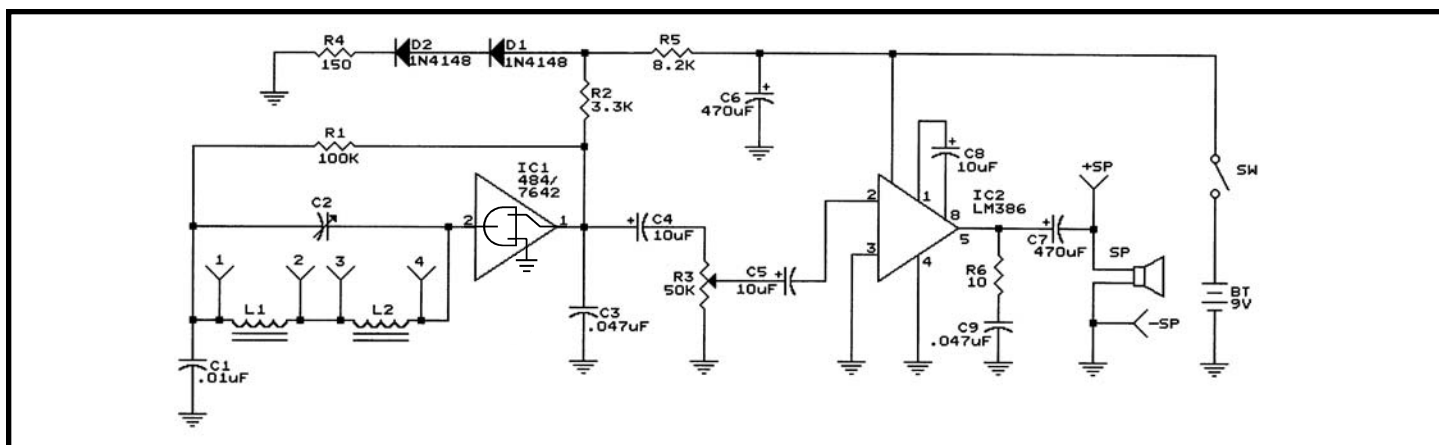 R4
150
D2
1N4148
D1
1N4148
R5
8.2K
R2
3.3K
C6
+
470uF
R1
100K
IC1
484/
7642
C2
2
1
+
C4
10uF
1
2
3
4
L1
L2
R3
50K
C5
+
10uF
C3
.047uF
C1
.01uF
2
3
1
8
5
4
+
C8
10uF
IC2
LM386
+
C7
470uF
R6
10
C9
.047uF
+SP
SP
-SP
SW
BT
9V